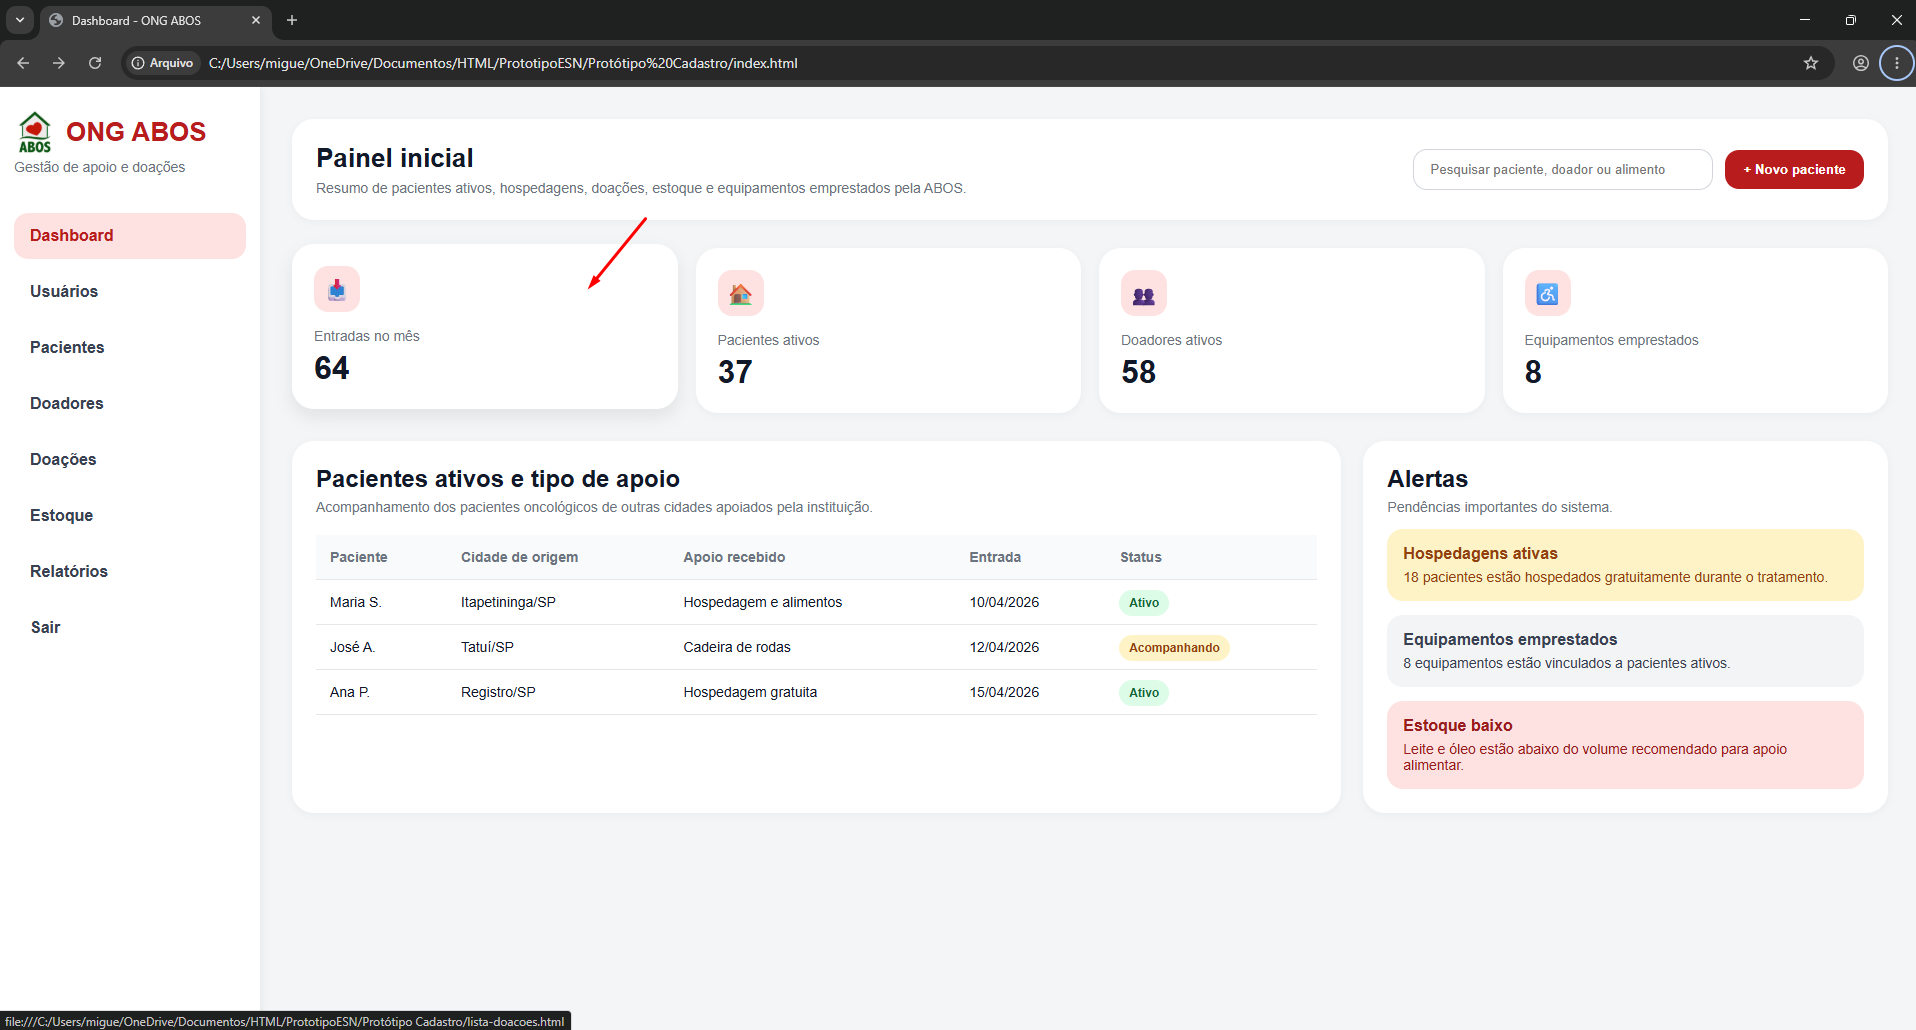 Dashboard - ONG ABOS
Arquivo
C:/Users/migue/OneDrive/Documentos/HTML/PrototipoESN/Protótipo%20Cadastro/index.html
ABOS
ONG ABOS
Gestão de apoio e doações
Dashboard
Usuários
Pacientes
Doadores
Doações
Estoque
Relatórios
Sair
Painel inicial
Resumo de pacientes ativos, hospedagens, doações, estoque e equipamentos emprestados pela ABOS.
Pesquisar paciente, doador ou alimento
+ Novo paciente
Entradas no mês
64
Pacientes ativos
37
Doadores ativos
58
Equipamentos emprestados
8
Pacientes ativos e tipo de apoio
Acompanhamento dos pacientes oncológicos de outras cidades apoiados pela instituição.
Paciente Cidade de origem Apoio recebido Entrada Status
Maria S. Itapetininga/SP Hospedagem e alimentos 10/04/2026 Ativo
José A. Tatuí/SP Cadeira de rodas 12/04/2026 Acompanhando
Ana P. Registro/SP Hospedagem gratuita 15/04/2026 Ativo
Alertas
Pendências importantes do sistema.
Hospedagens ativas
18 pacientes estão hospedados gratuitamente durante o tratamento.
Equipamentos emprestados
8 equipamentos estão vinculados a pacientes ativos.
Estoque baixo
Leite e óleo estão abaixo do volume recomendado para apoio
alimentar.
file:///C:/Users/migue/OneDrive/Documentos/HTML/PrototipoESN/Protótipo Cadastro/lista-doacoes.html